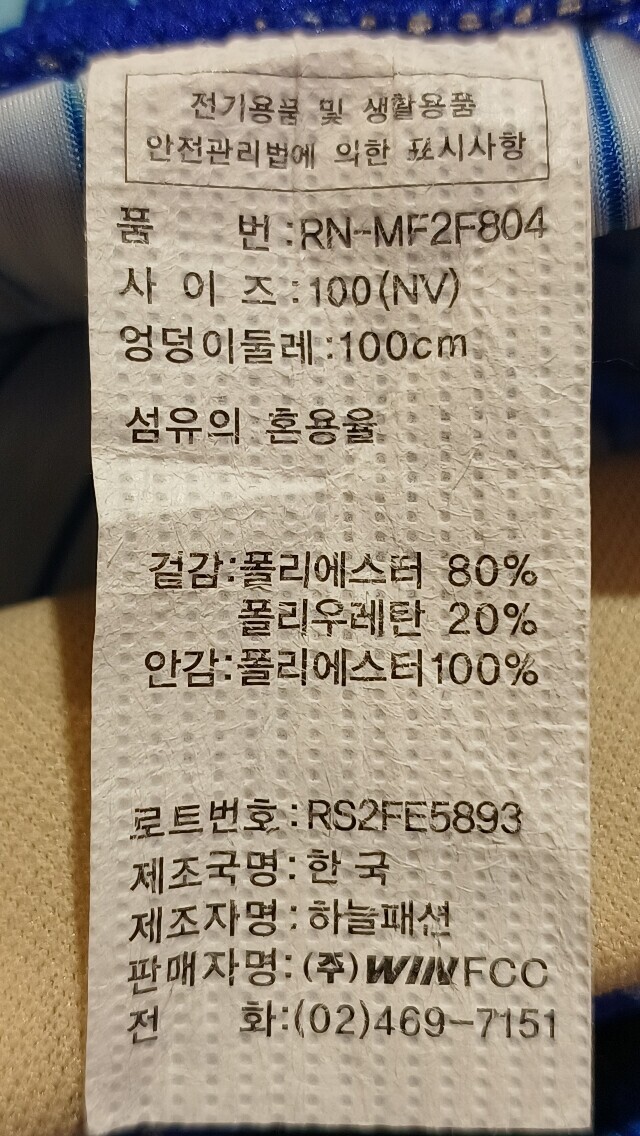 전기용품 및 생활용품
안전관리법에 의한 표시사항
품 번:RN-MF2F804
사 이 즈:100(NV)
엉덩이둘레:100cm
섬유의 혼용율
겉감:폴리에스터 80%
폴리우레탄 20%
안감:폴리에스터100%
로트번호:RS2FE5893
제조국명:한 국
제조자명:하늘패션
판매자명:(주)WINFCC
전 화:(02)469-7151